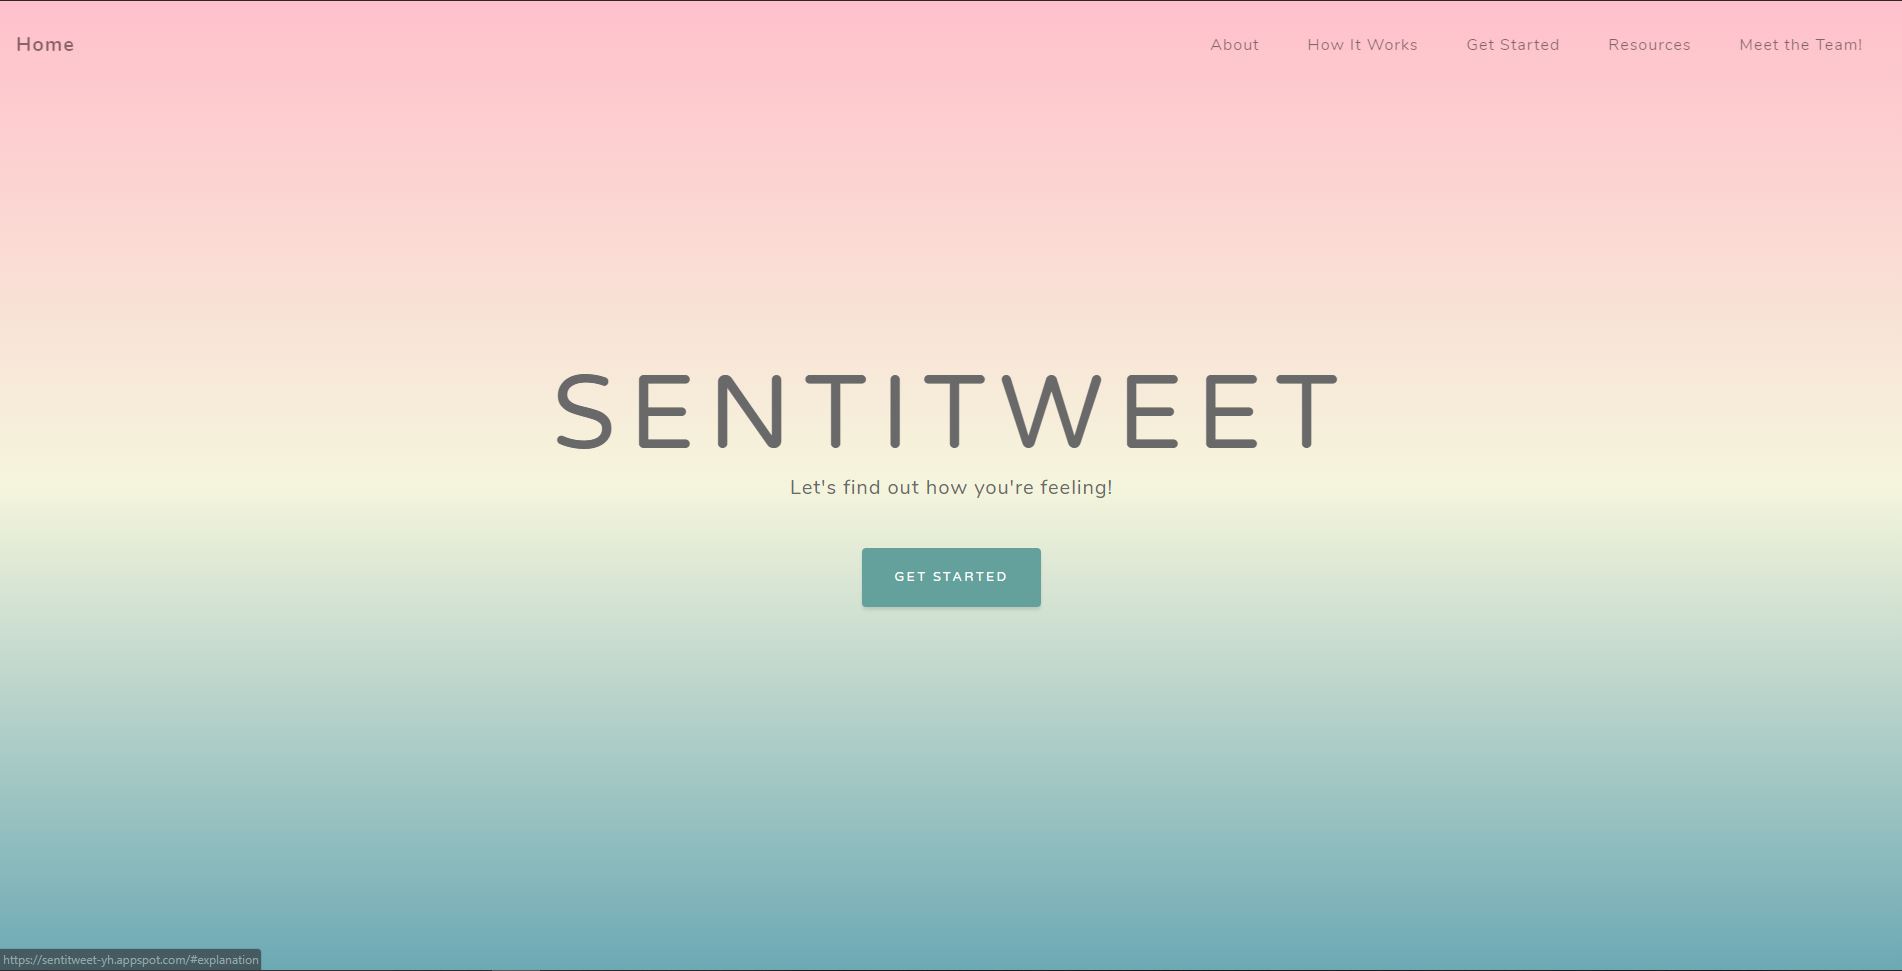 Home About How It Works Get Started Resources Meet the Team!
SENTITWEET
Let's find out how you're feeling!
GET STARTED
https://sentitweet-yh.appspot.com/#explanation